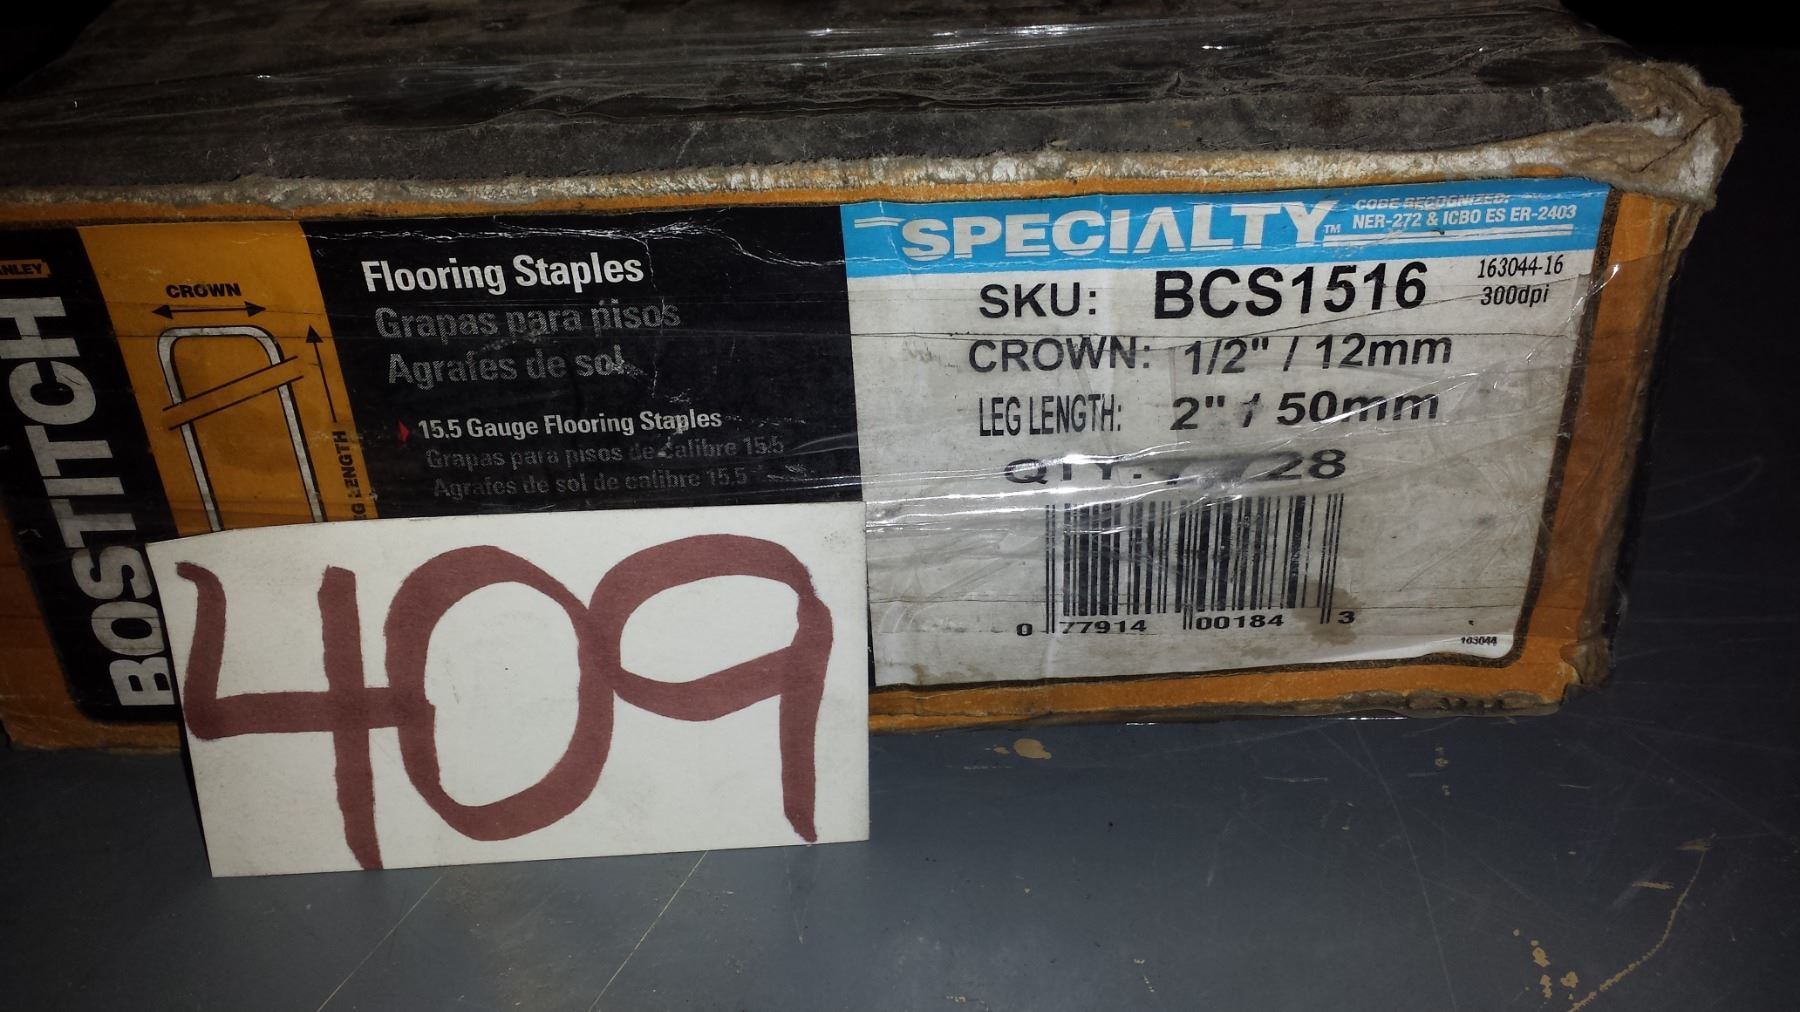 BOSTITCH
CROWN
LENGTH
Flooring Staples
Grapas para pisos
Agrafes de sol
15.5 Gauge Flooring Staples
Grapas para pisos de calibre 15.5
Agrafes de sol de calibre 15.5
SPECIALTY™
CODE RECOGNIZED:
NER-272 & ICBO ES ER-2403
SKU: BCS1516
163044-16
300dpi
CROWN: 1/2" / 12mm
LEG LENGTH: 2" / 50mm
QTY:
0 77914 00184 3
163044
409